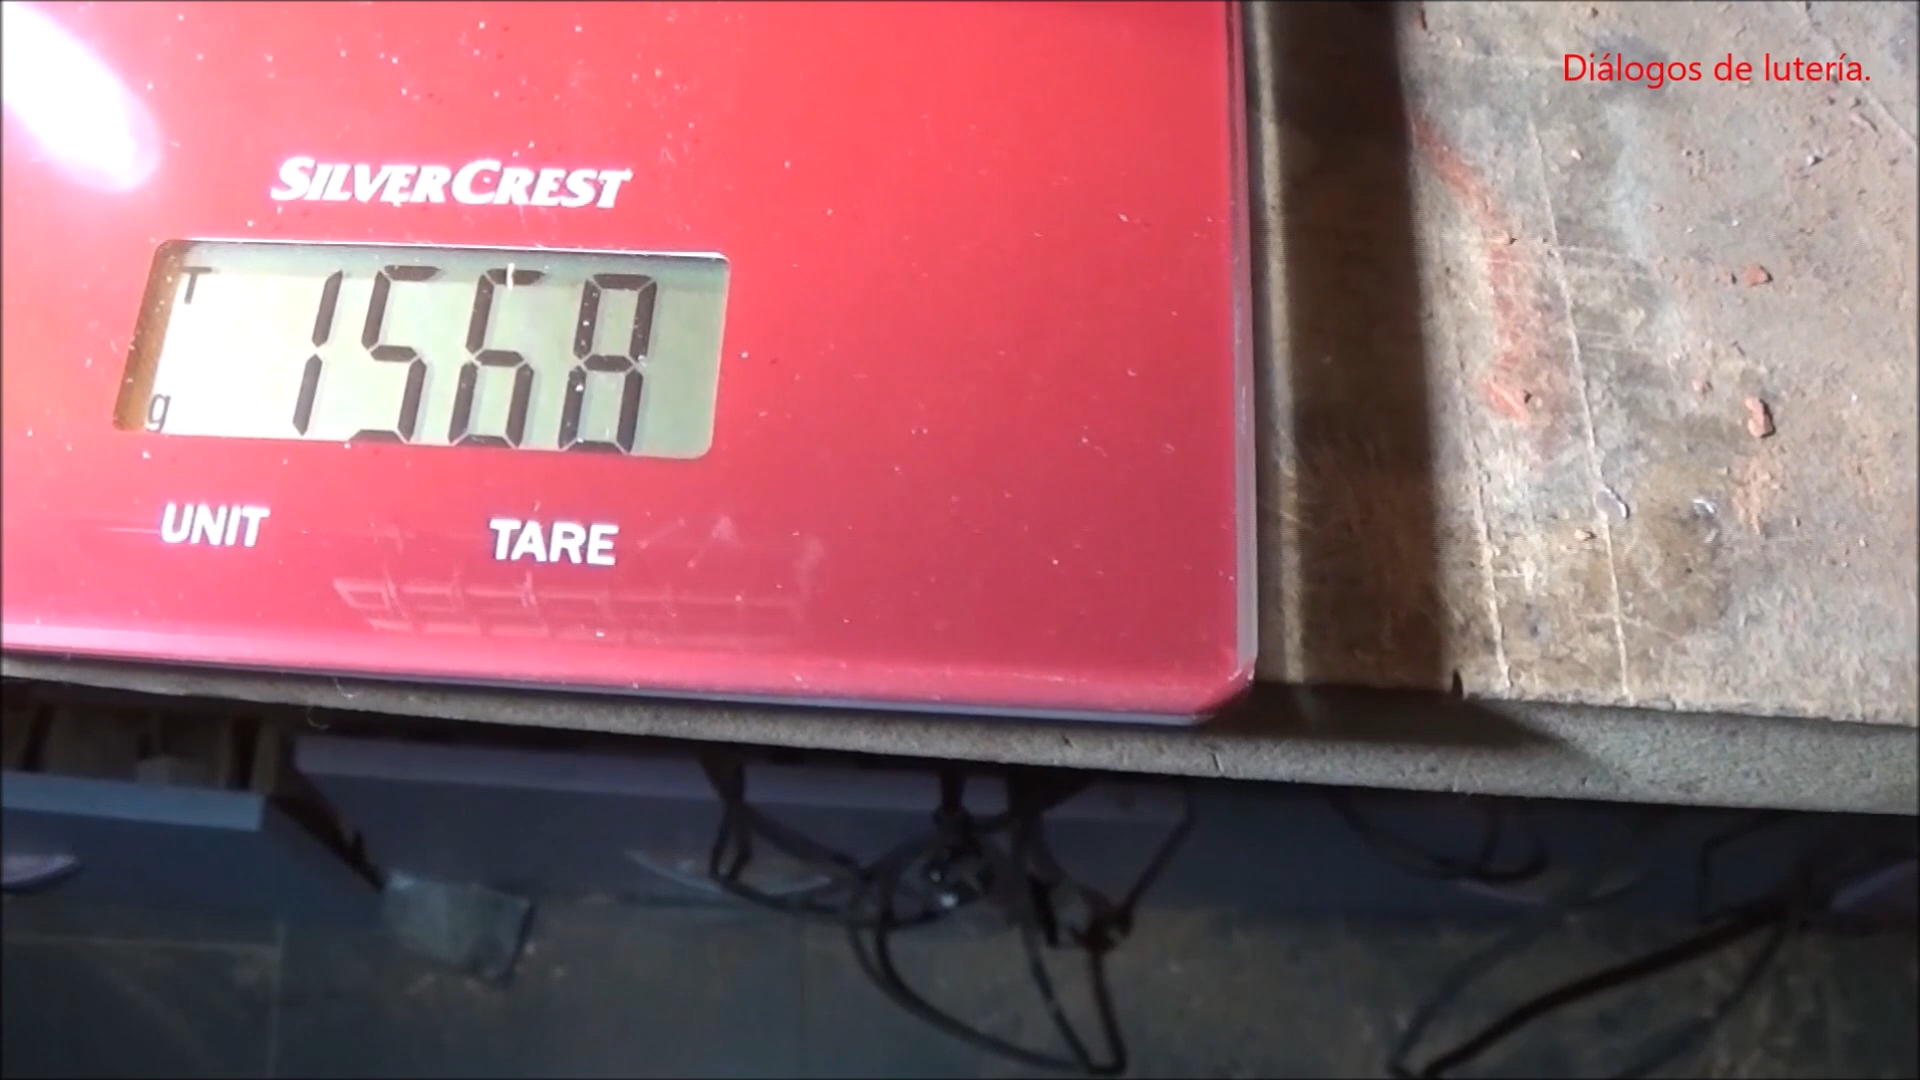 Diálogos de lutería.
SILVERCREST
T
1568
g
UNIT TARE